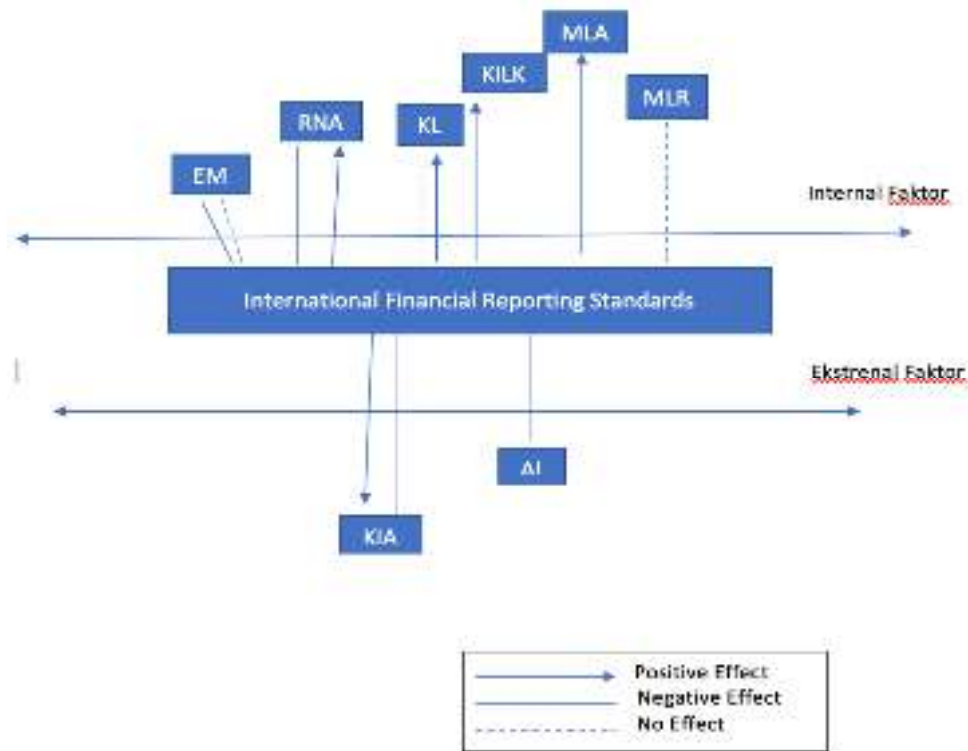 MLA
KILK
MLR
RNA
KL
EM
Internal Faktor
International Financial Reporting Standards
Ekstrenal Faktor
AI
KIA
Positive Effect
Negative Effect
No Effect